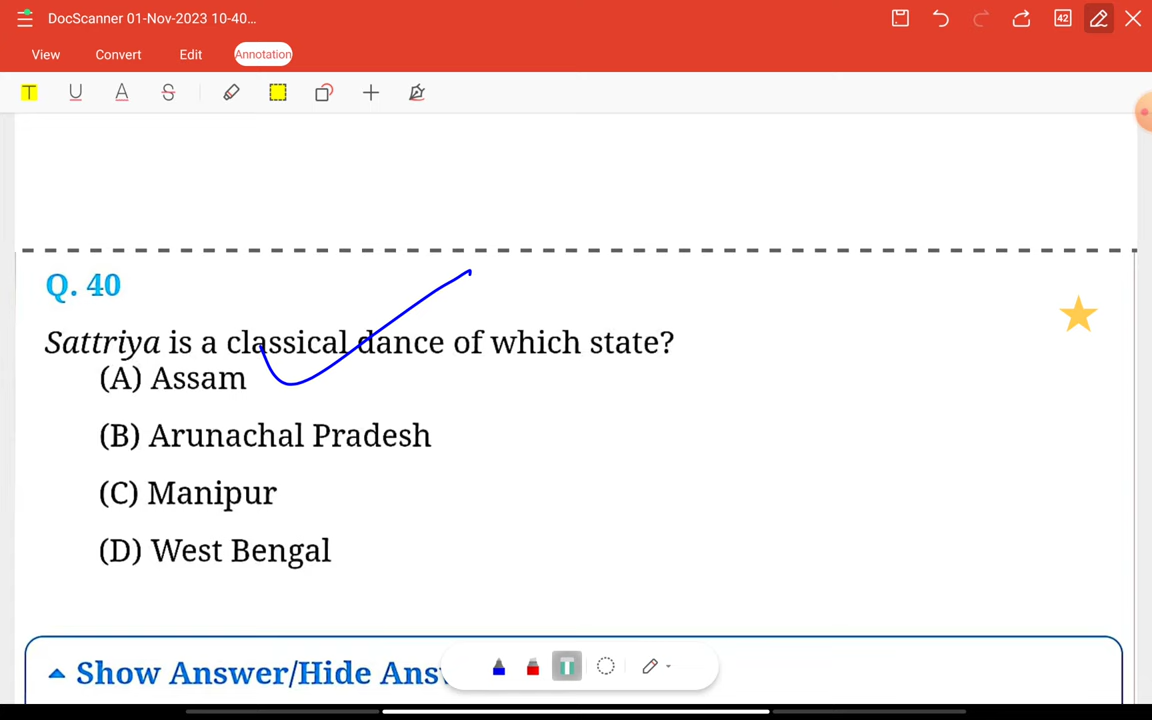 DocScanner 01-Nov-2023 10-40...
42
View Convert Edit Annotation
T U A S
Q. 40
Sattriya is a classical dance of which state?
(A) Assam
(B) Arunachal Pradesh
(C) Manipur
(D) West Bengal
Show Answer/Hide Ans